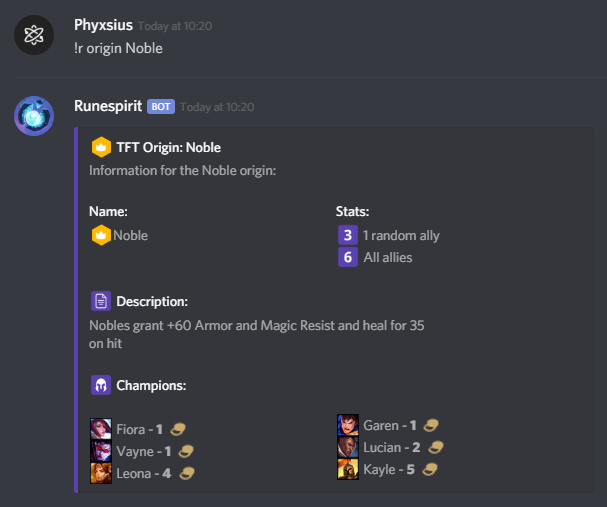 Phyxsius Today at 10:20
!r origin Noble
Runespirit BOT Today at 10:20
TFT Origin: Noble
Information for the Noble origin:
Name:
Noble
Stats:
3 1 random ally
6 All allies
Description:
Nobles grant +60 Armor and Magic Resist and heal for 35
on hit
Champions:
Fiora - 1
Vayne - 1
Leona - 4
Garen - 1
Lucian - 2
Kayle - 5